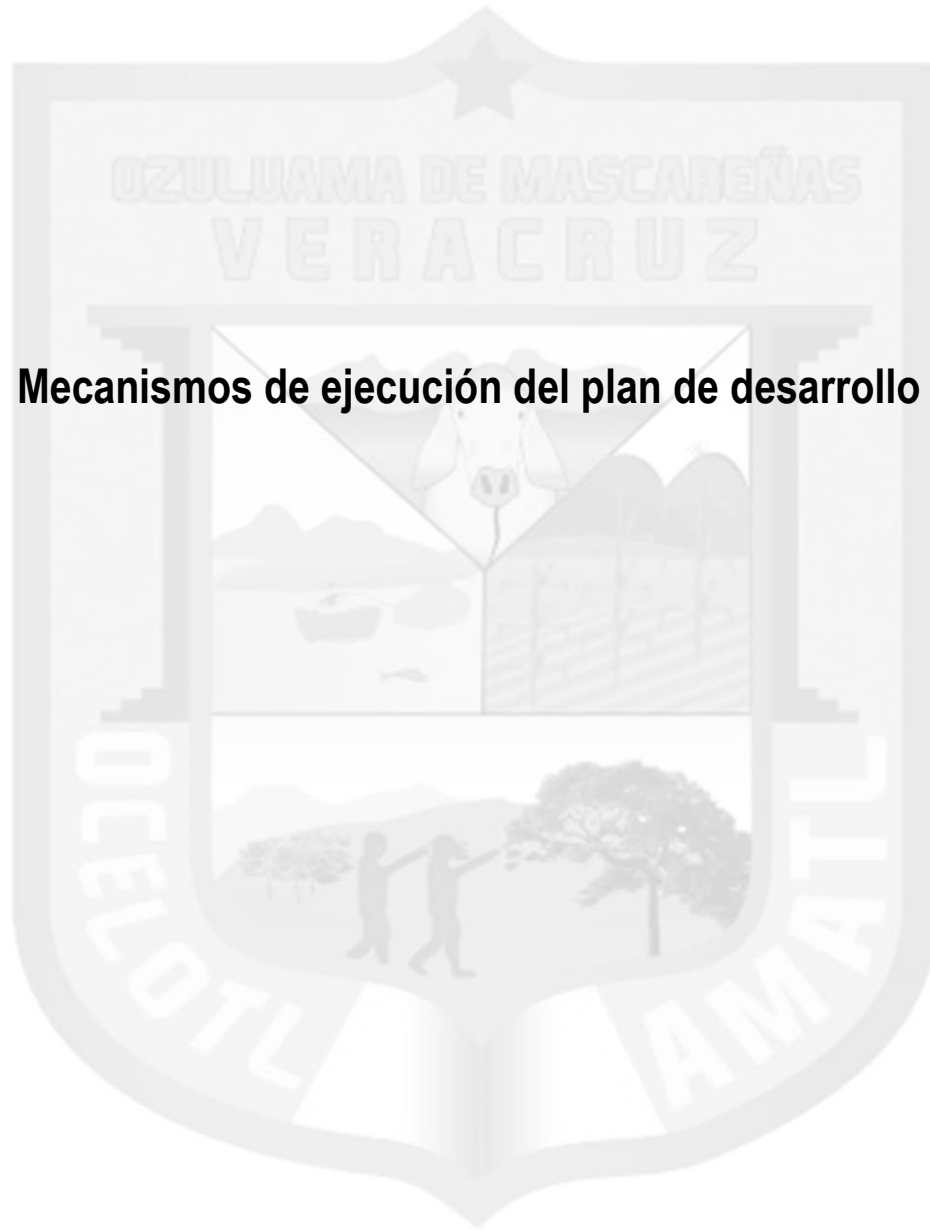 OZULUAMA DE MASCAREÑAS
VERACRUZ
Mecanismos de ejecución del plan de desarrollo
OCELOTL
AMATL